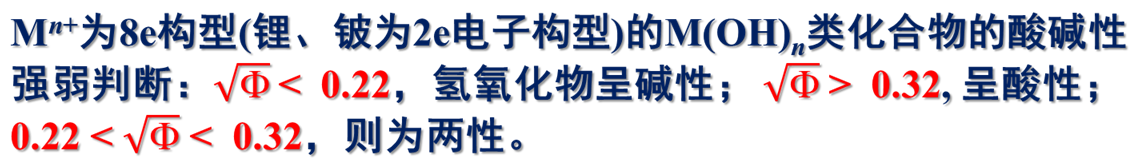 Mⁿ⁺为8e构型(锂、铍为2e电子构型)的M(OH)ₙ类化合物的酸碱性
强弱判断：√Φ < 0.22，氢氧化物呈碱性；√Φ > 0.32, 呈酸性；
0.22 < √Φ < 0.32，则为两性。